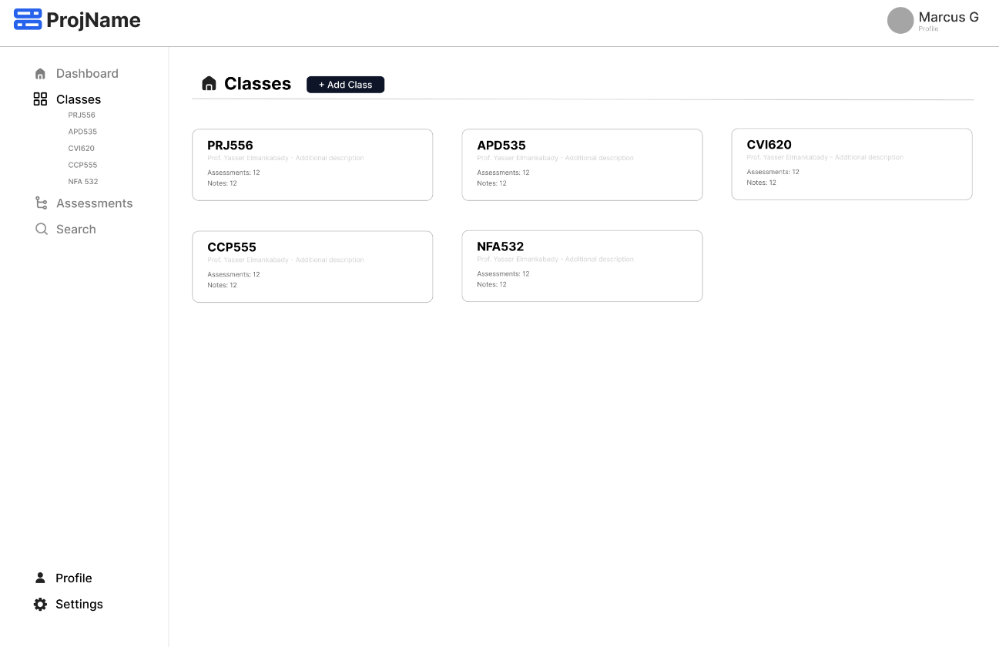 ProjName
Marcus G
Profile
Dashboard
Classes
PRJ556
APD535
CVI620
CCP555
NFA 532
Assessments
Search
Profile
Settings
Classes
+ Add Class
PRJ556
Prof. Yasser Elmankabady - Additional description
Assessments: 12
Notes: 12
APD535
Prof. Yasser Elmankabady - Additional description
Assessments: 12
Notes: 12
CVI620
Prof. Yasser Elmankabady - Additional description
Assessments: 12
Notes: 12
CCP555
Prof. Yasser Elmankabady - Additional description
Assessments: 12
Notes: 12
NFA532
Prof. Yasser Elmankabady - Additional description
Assessments: 12
Notes: 12